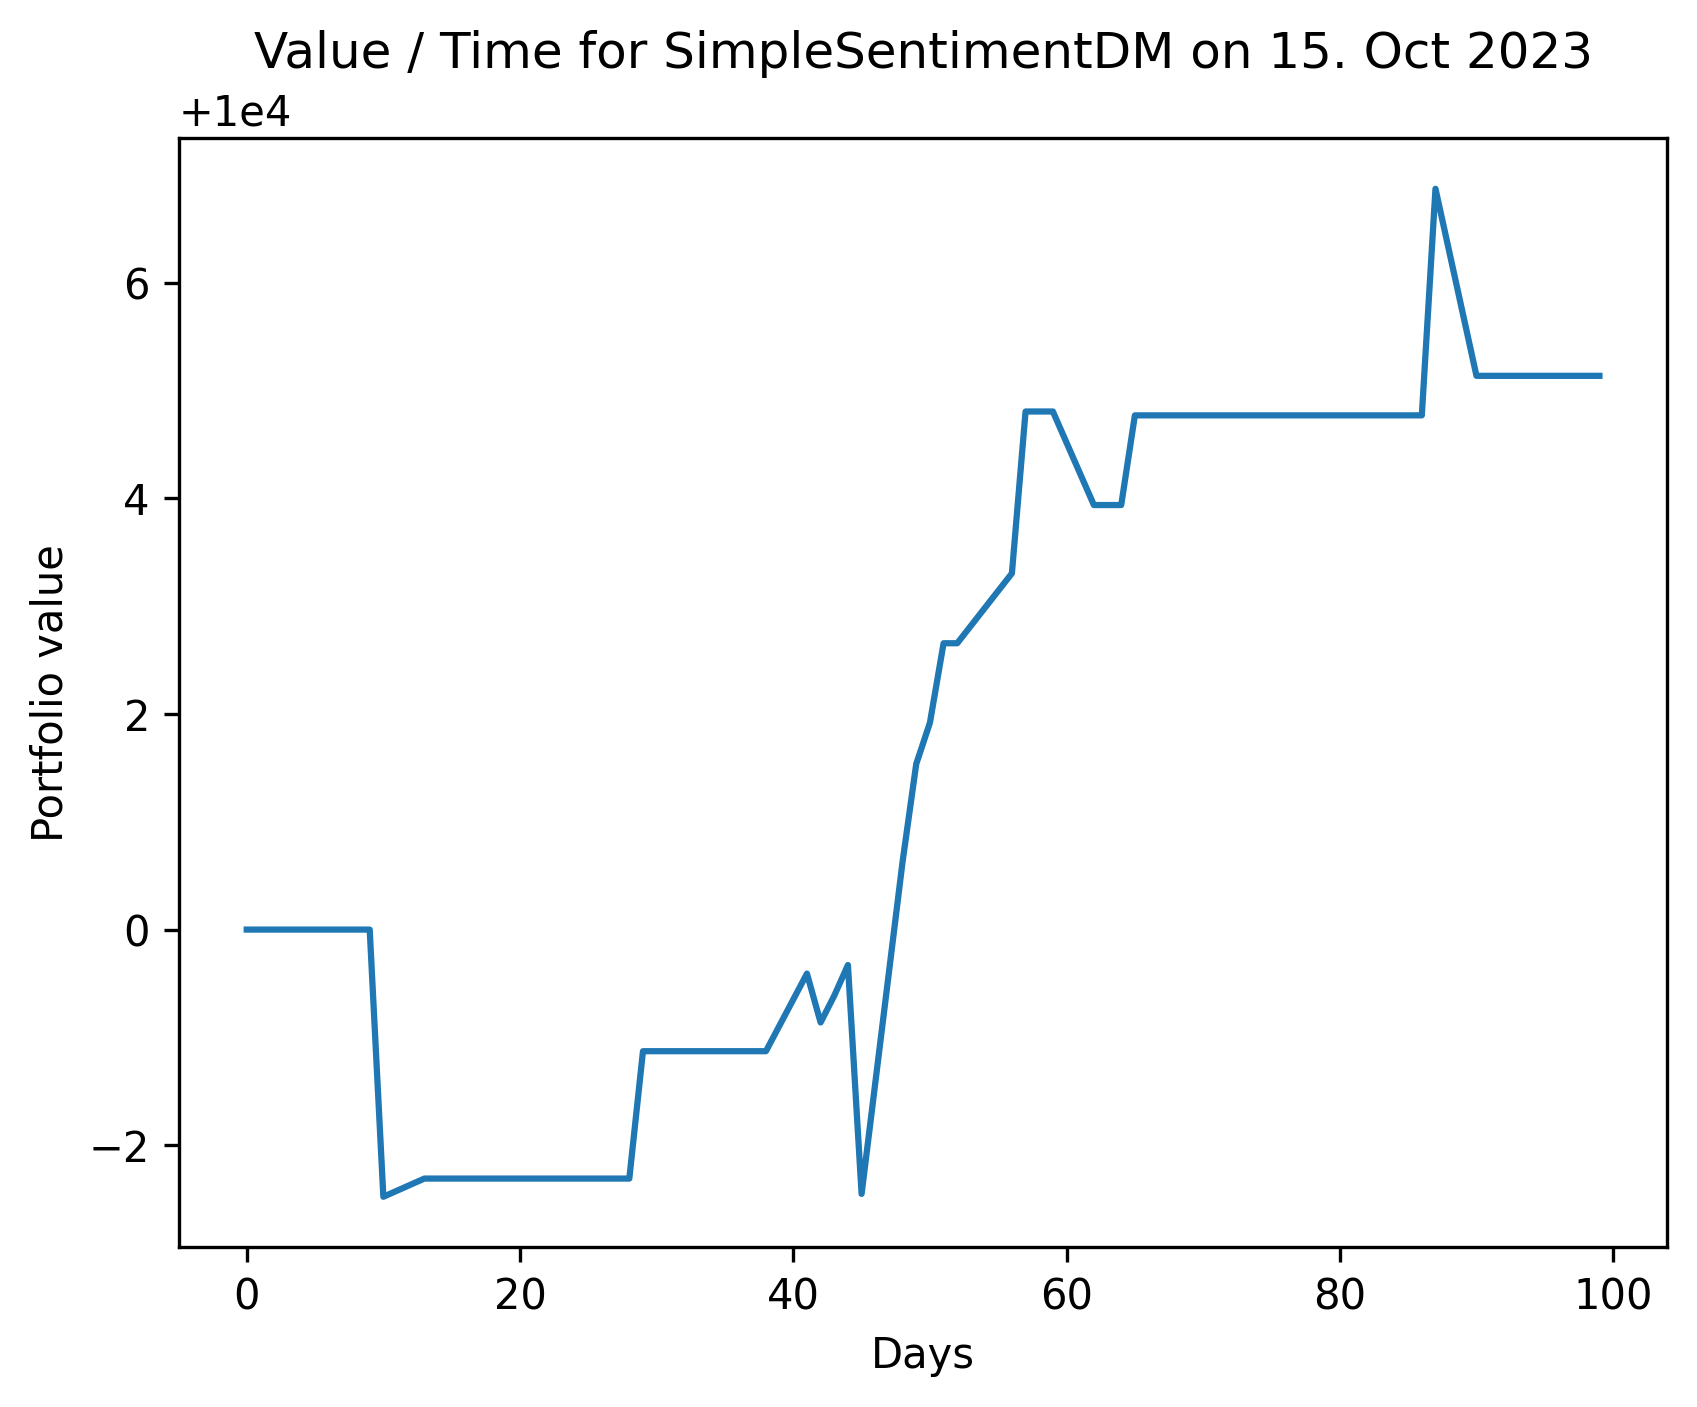 Value / Time for SimpleSentimentDM on 15. Oct 2023
+1e4
6
4
2
0
−2
Portfolio value
0 20 40 60 80 100
Days